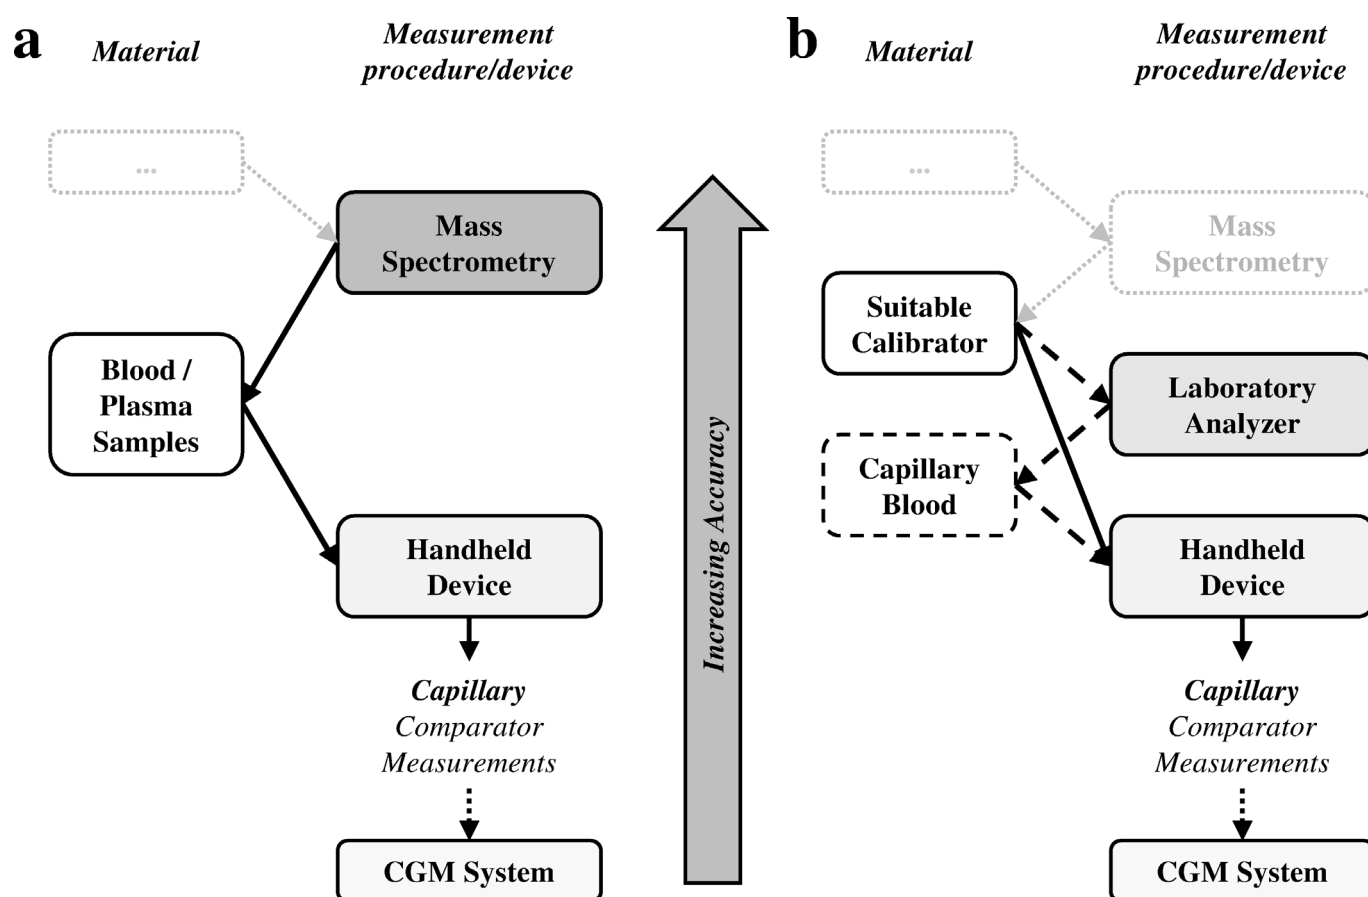 a
Material
Measurement
procedure/device
...
Mass
Spectrometry
Blood /
Plasma
Samples
Handheld
Device
Capillary
Comparator
Measurements
CGM System
Increasing Accuracy
b
Material
Measurement
procedure/device
...
Mass
Spectrometry
Suitable
Calibrator
Laboratory
Analyzer
Capillary
Blood
Handheld
Device
Capillary
Comparator
Measurements
CGM System